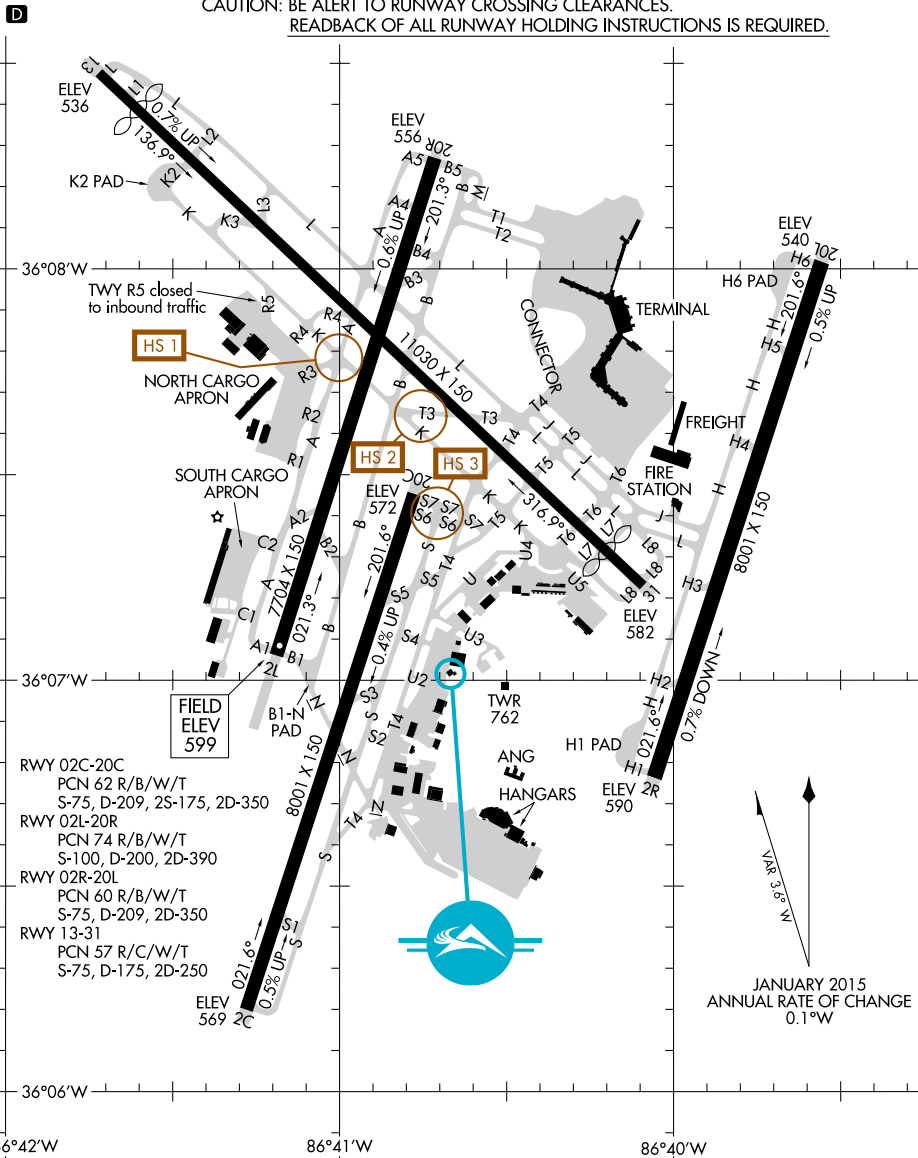 D
CAUTION: BE ALERT TO RUNWAY CROSSING CLEARANCES.
READBACK OF ALL RUNWAY HOLDING INSTRUCTIONS IS REQUIRED.
13
L
L1
L
ELEV
536
0.7% UP
136.9°
L2
K2 PAD
K2
K
K3
L3
L
ELEV
556
20R
A5
B5
B
M
A4
201.3°
A
0.6% UP
B4
B3
B
T1
T2
ELEV
540
20L
H6
H6 PAD
201.6°
0.5% UP
H
H5
36°08'W
TWY R5 closed
to inbound traffic
R5
R4
R4
K
A
HS 1
R3
NORTH CARGO
APRON
R2
A
R1
11030 X 150
L
CONNECTOR
TERMINAL
B
T3
K
T3
HS 2
HS 3
T4
T4
L
J
T5
T5
J
L
T6
H
FREIGHT
H4
FIRE
STATION
H
SOUTH CARGO
APRON
ELEV
572
20C
S7
S7
S6
S6
S7
K
T5
K
316.9°
T6
T6
L
L7
L7
J
L
L8
8001 X 150
A2
C2
B
B2
201.6°
S
T4
S5
S5
U
U4
U5
L8
31
L8
ELEV
582
H3
A
7704 X 150
021.3°
C1
A1
2L
B1
B
0.4% UP
S4
U3
36°07'W
U2
S3
S
S2
T4
TWR
762
H2
H
021.6°
0.7% DOWN
FIELD
ELEV
599
B1-N
PAD
N
N
H1 PAD
H1
2R
ELEV
590
ANG
HANGARS
8001 X 150
T4
N
S
RWY 02C-20C
PCN 62 R/B/W/T
S-75, D-209, 2S-175, 2D-350
RWY 02L-20R
PCN 74 R/B/W/T
S-100, D-200, 2D-390
RWY 02R-20L
PCN 60 R/B/W/T
S-75, D-209, 2D-350
RWY 13-31
PCN 57 R/C/W/T
S-75, D-175, 2D-250
021.6°
0.5% UP
S1
S
ELEV
569
2C
VAR 3.6° W
JANUARY 2015
ANNUAL RATE OF CHANGE
0.1°W
36°06'W
86°41'W
86°40'W